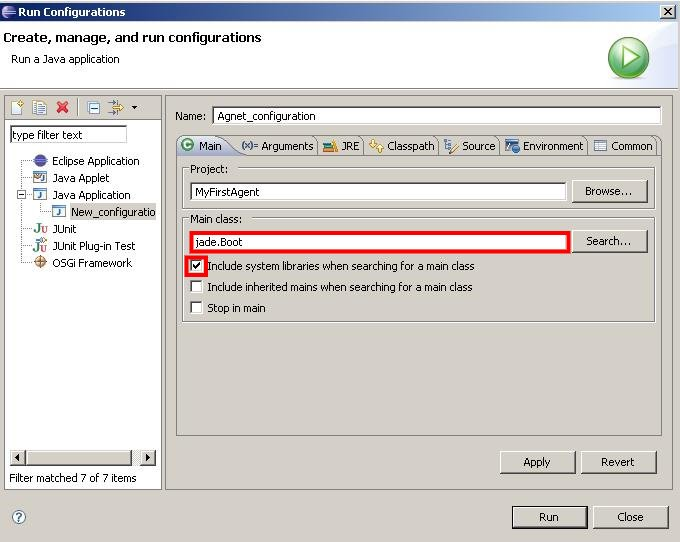 Run Configurations
Create, manage, and run configurations
Run a Java application
type filter text
Eclipse Application
Java Applet
Java Application
New_configuratio
JUnit
JUnit Plug-in Test
OSGi Framework
Filter matched 7 of 7 items
Name: Agnet_configuration
Main (x)= Arguments JRE Classpath Source Environment Common
Project:
MyFirstAgent Browse...
Main class:
jade.Boot Search...
Include system libraries when searching for a main class
Include inherited mains when searching for a main class
Stop in main
Apply Revert
Run Close